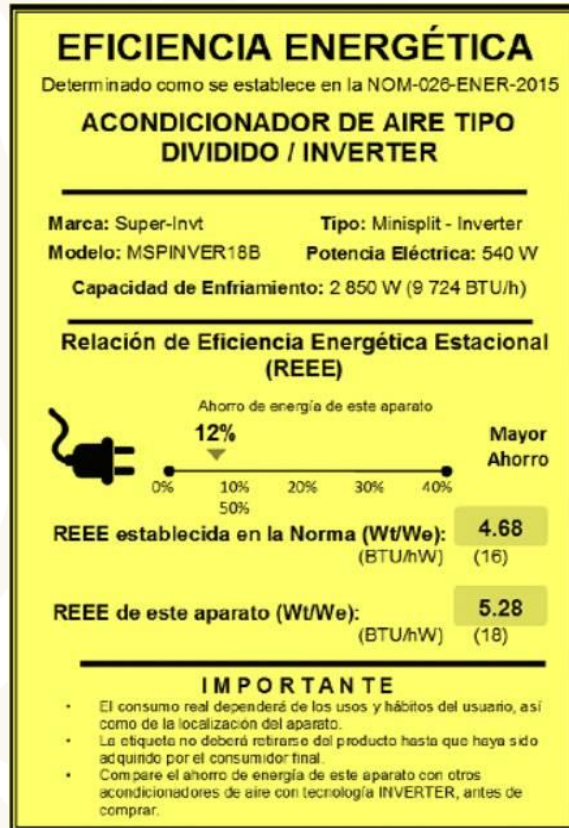 EFICIENCIA ENERGÉTICA
Determinado como se establece en la NOM-026-ENER-2015
ACONDICIONADOR DE AIRE TIPO
DIVIDIDO / INVERTER
Marca: Super-Invt Tipo: Minisplit - Inverter
Modelo: MSPINVER18B Potencia Eléctrica: 540 W
Capacidad de Enfriamiento: 2 850 W (9 724 BTU/h)
Relación de Eficiencia Energética Estacional
(REEE)
Ahorro de energía de este aparato
12%
Mayor
Ahorro
0% 10% 20% 30% 40%
50%
REEE establecida en la Norma (Wt/We): 4.68
(BTU/hW) (16)
REEE de este aparato (Wt/We): 5.28
(BTU/hW) (18)
IMPORTANTE
• El consumo real dependerá de los usos y hábitos del usuario, así
como de la localización del aparato.
• La etiqueta no deberá retirarse del producto hasta que haya sido
adquirido por el consumidor final.
• Compare el ahorro de energía de este aparato con otros
acondicionadores de aire con tecnología INVERTER, antes de
comprar.